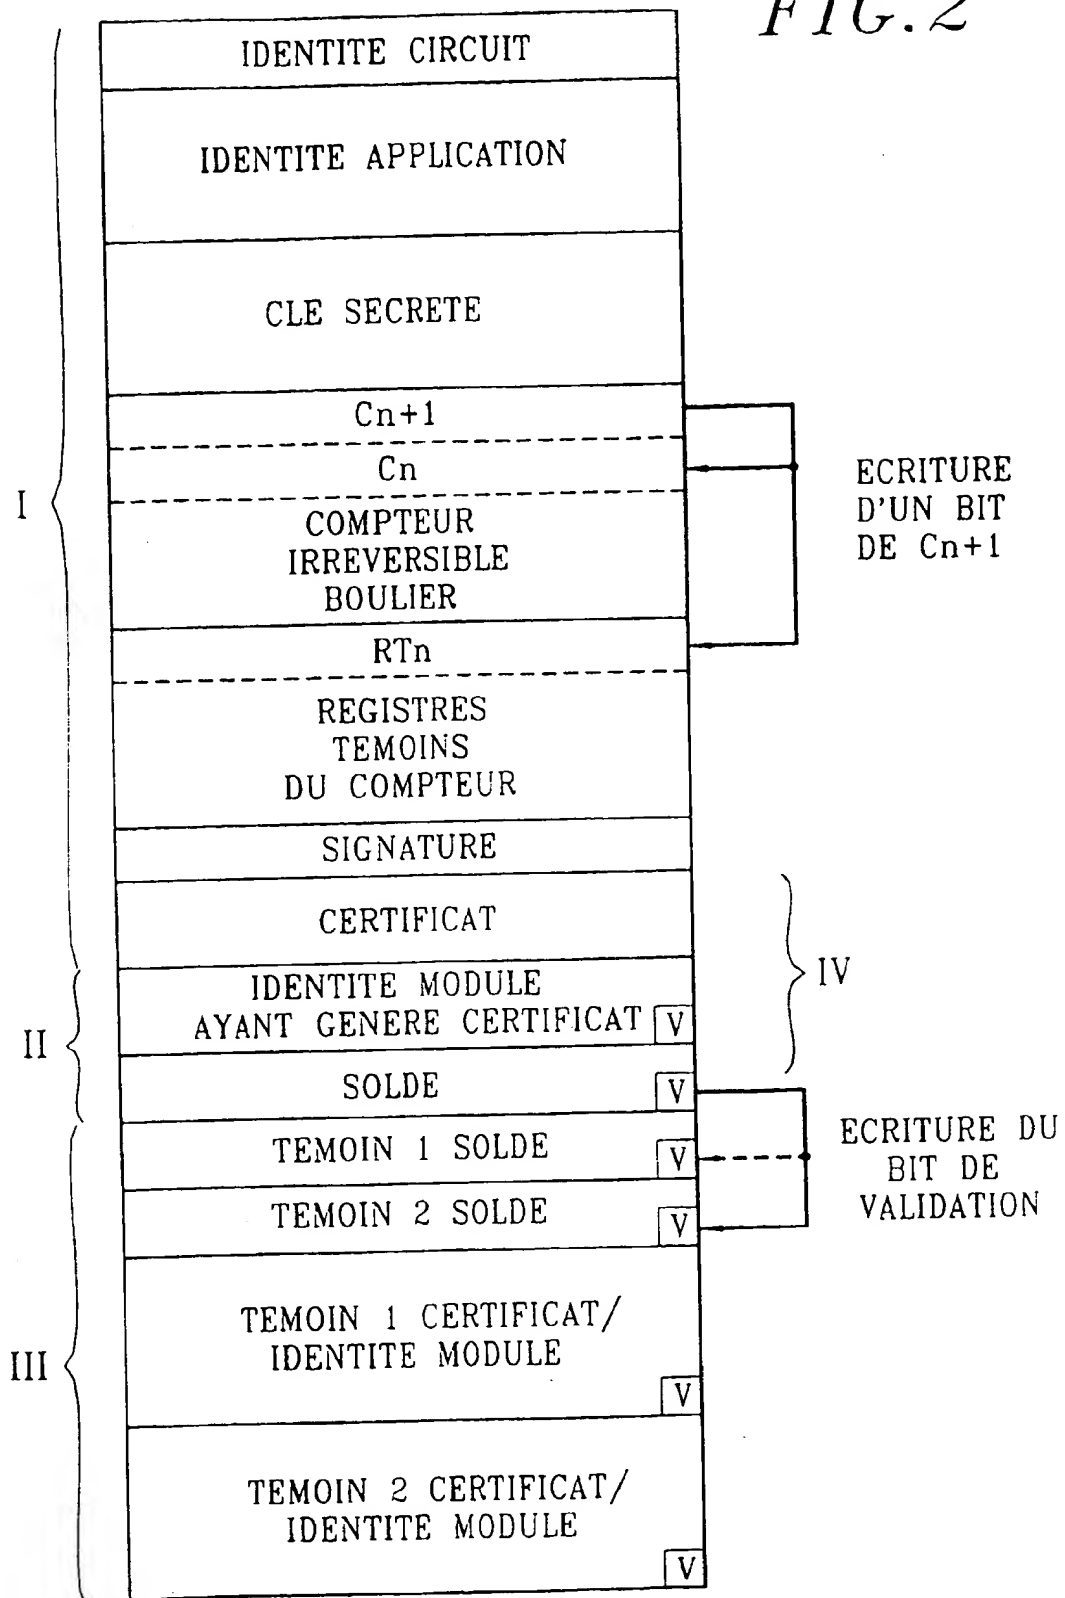 FIG. 2
IDENTITE CIRCUIT
IDENTITE APPLICATION
CLE SECRETE
Cn+1
Cn
COMPTEUR
IRREVERSIBLE
BOULIER
RTn
REGISTRES
TEMOINS
DU COMPTEUR
SIGNATURE
CERTIFICAT
IDENTITE MODULE
AYANT GENERE CERTIFICAT V
SOLDE V
TEMOIN 1 SOLDE V
TEMOIN 2 SOLDE V
TEMOIN 1 CERTIFICAT/
IDENTITE MODULE
V
TEMOIN 2 CERTIFICAT/
IDENTITE MODULE
V
I
II
III
ECRITURE
D'UN BIT
DE Cn+1
IV
ECRITURE DU
BIT DE
VALIDATION